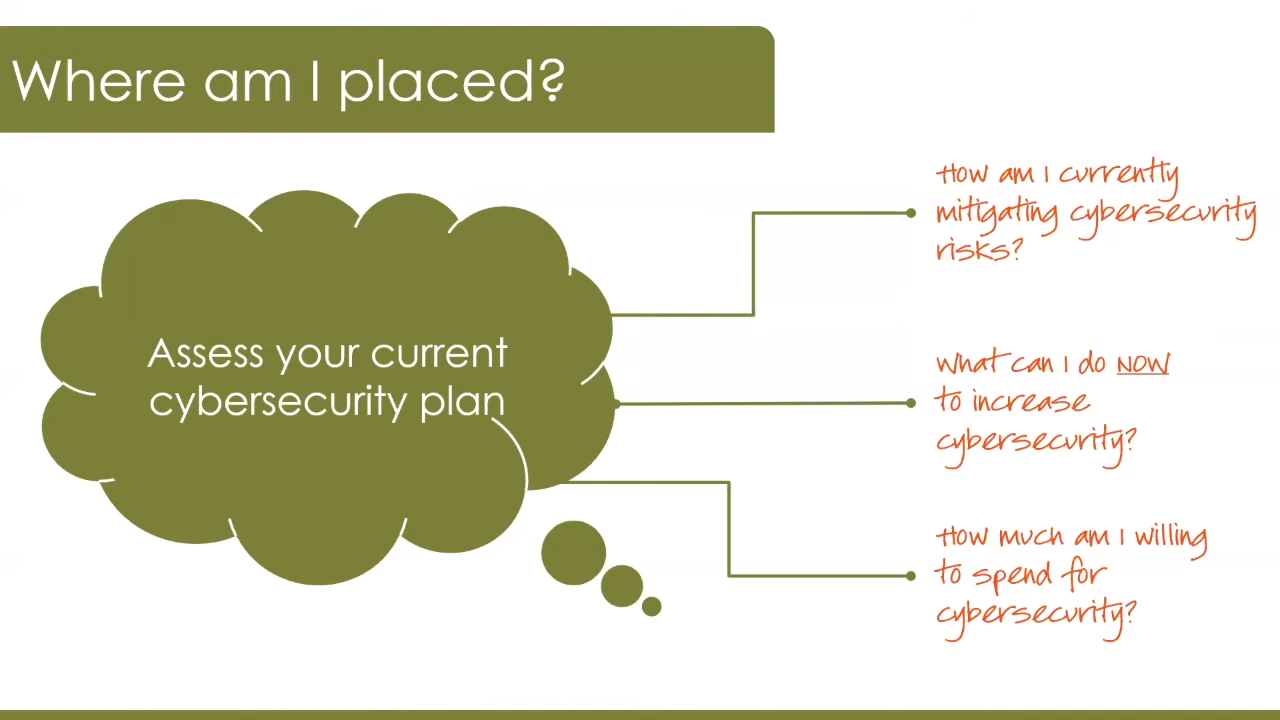 Where am I placed?
Assess your current
cybersecurity plan
How am I currently
mitigating cybersecurity
risks?
What can I do NOW
to increase
cybersecurity?
How much am I willing
to spend for
cybersecurity?